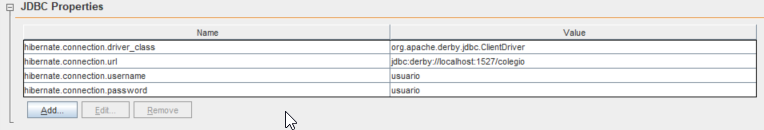 JDBC Properties
Name Value
hibernate.connection.driver_class org.apache.derby.jdbc.ClientDriver
hibernate.connection.url jdbc:derby://localhost:1527/colegio
hibernate.connection.username usuario
hibernate.connection.password usuario
Add... Edit... Remove